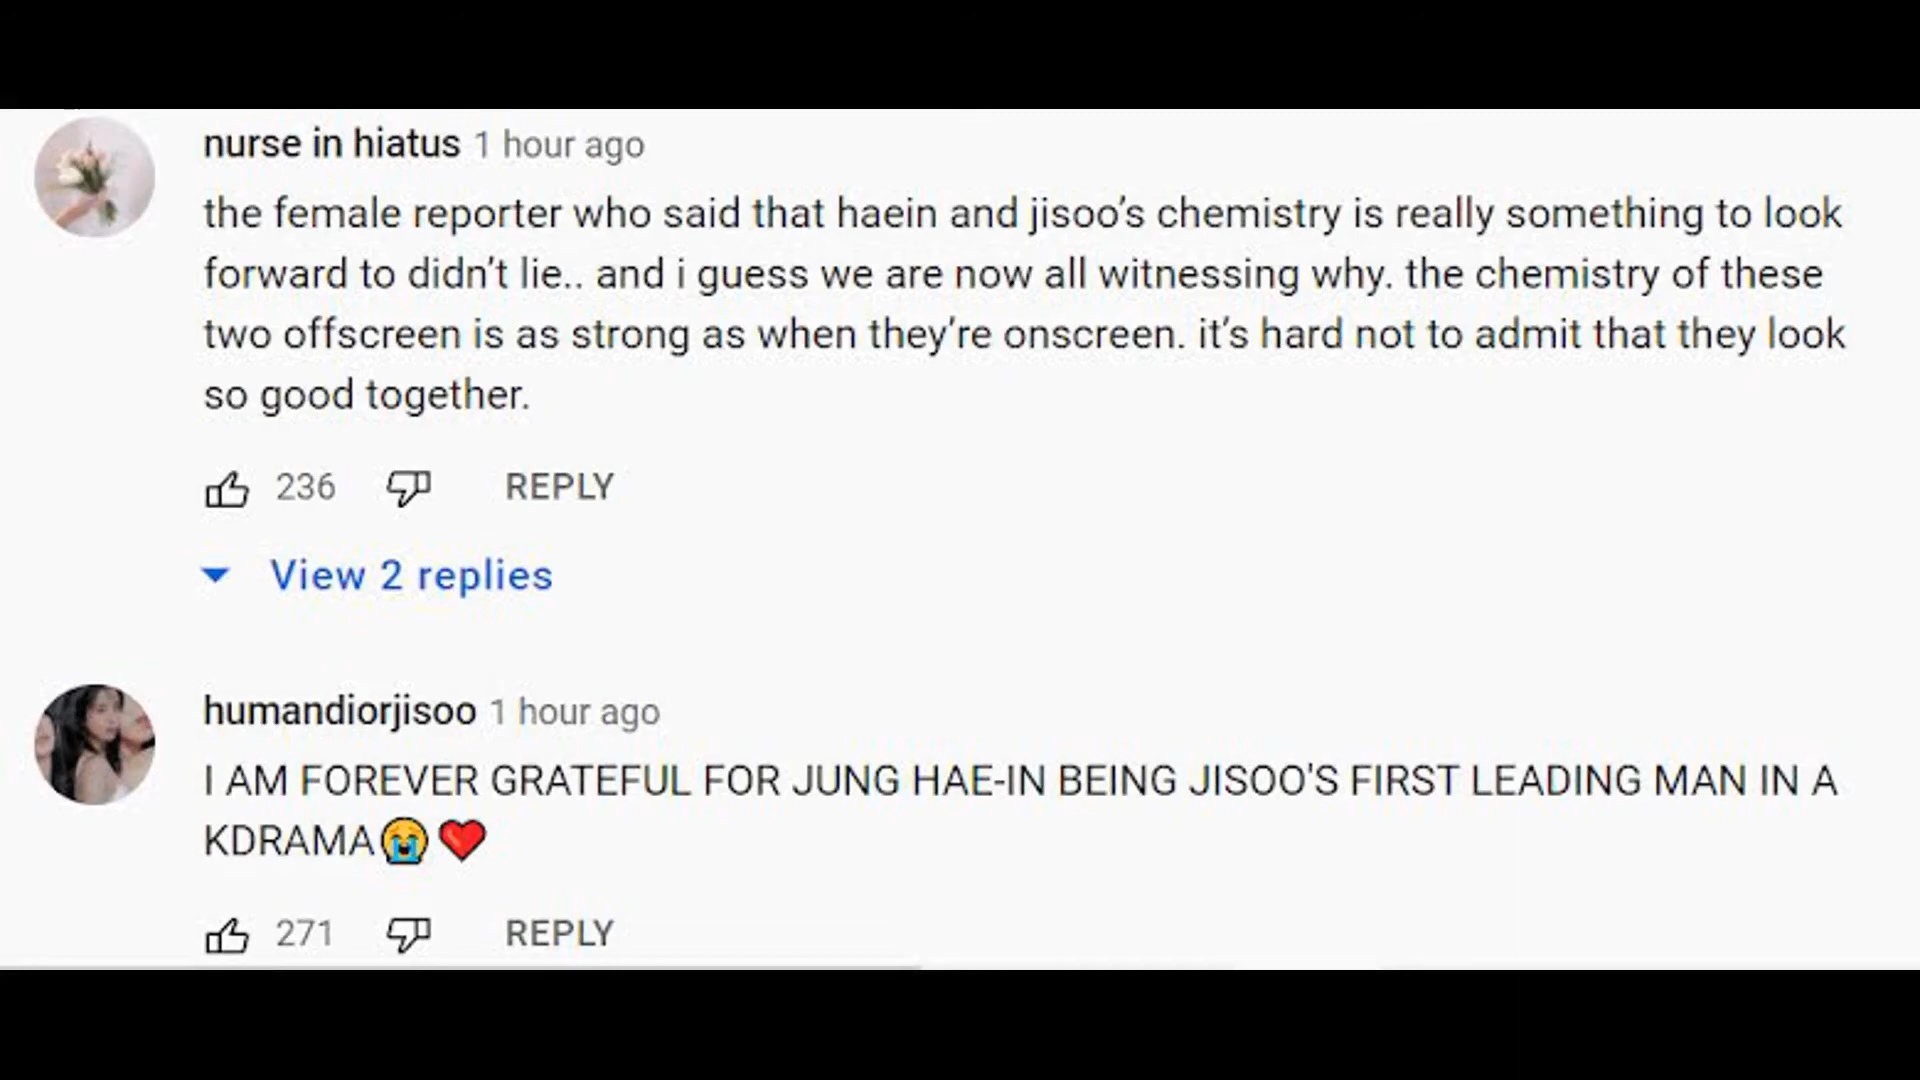 nurse in hiatus 1 hour ago
the female reporter who said that haein and jisoo’s chemistry is really something to look
forward to didn’t lie.. and i guess we are now all witnessing why. the chemistry of these
two offscreen is as strong as when they’re onscreen. it’s hard not to admit that they look
so good together.
236 REPLY
View 2 replies
humandiorjisoo 1 hour ago
I AM FOREVER GRATEFUL FOR JUNG HAE-IN BEING JISOO'S FIRST LEADING MAN IN A
KDRAMA😭❤️
271 REPLY